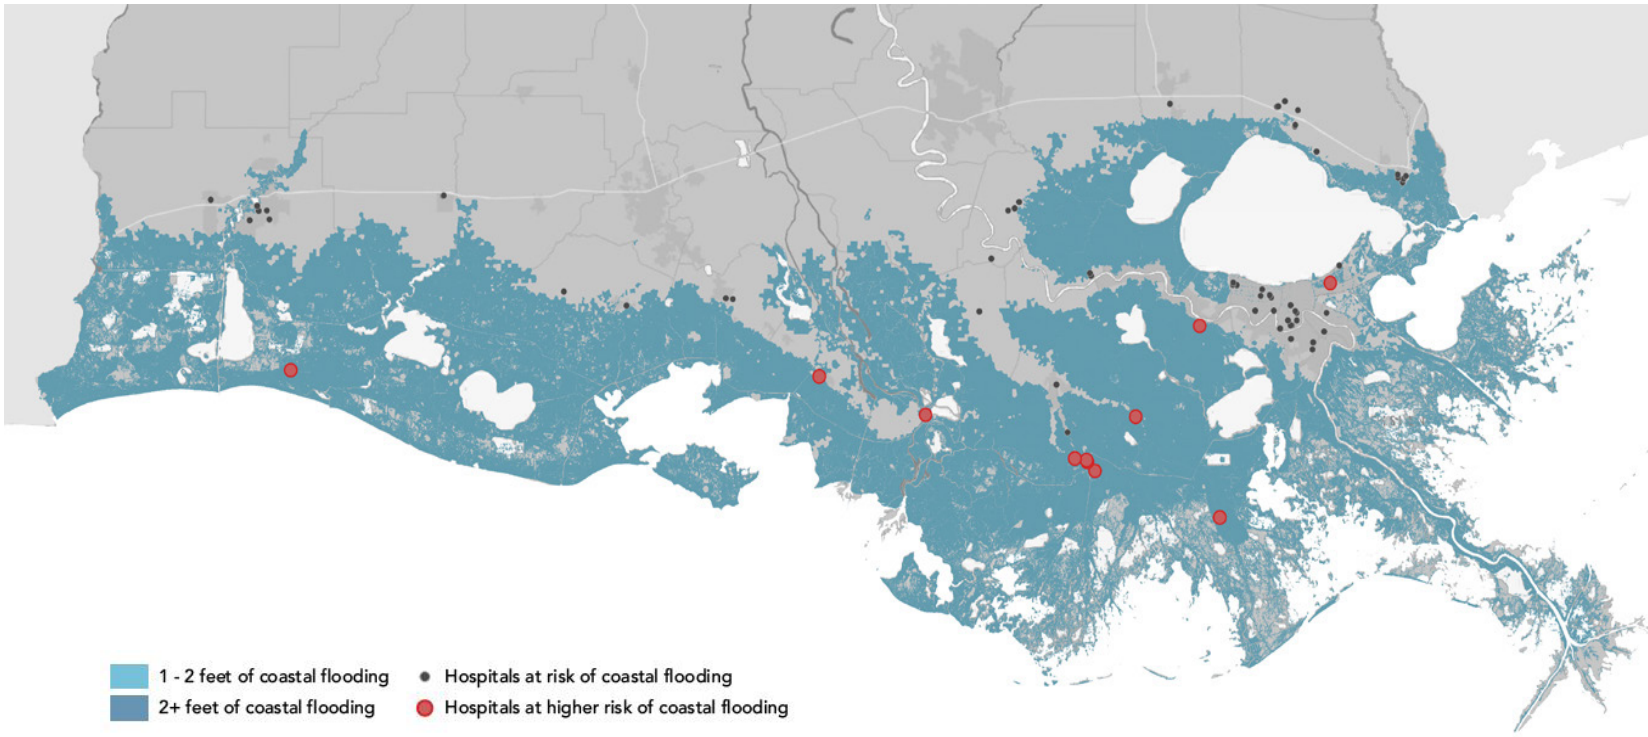 1 - 2 feet of coastal flooding
Hospitals at risk of coastal flooding
2+ feet of coastal flooding
Hospitals at higher risk of coastal flooding